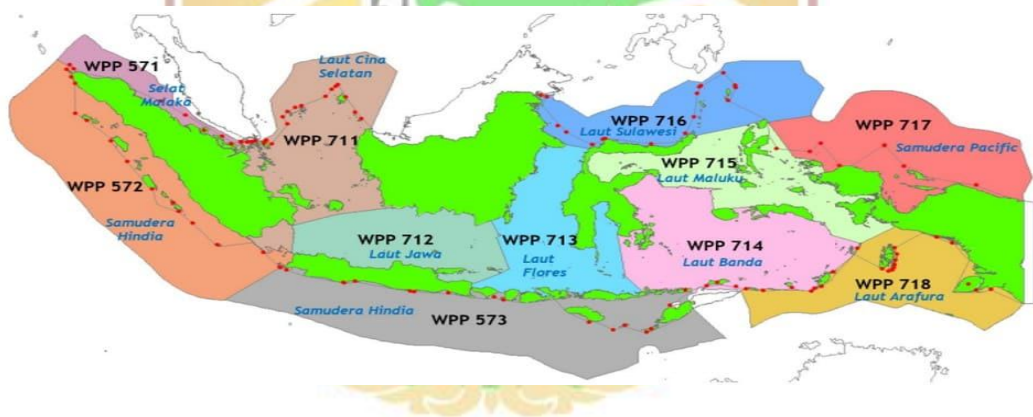 WPP 571
Selat
Malaka
Laut Cina
Selatan
WPP 711
WPP 572
Samudera
Hindia
WPP 712
Laut Jawa
WPP 713
Laut
Flores
WPP 716
Laut Sulawesi
WPP 715
Laut Maluku
WPP 714
Laut Banda
WPP 717
Samudera Pacific
WPP 718
Laut Arafura
Samudera Hindia
WPP 573